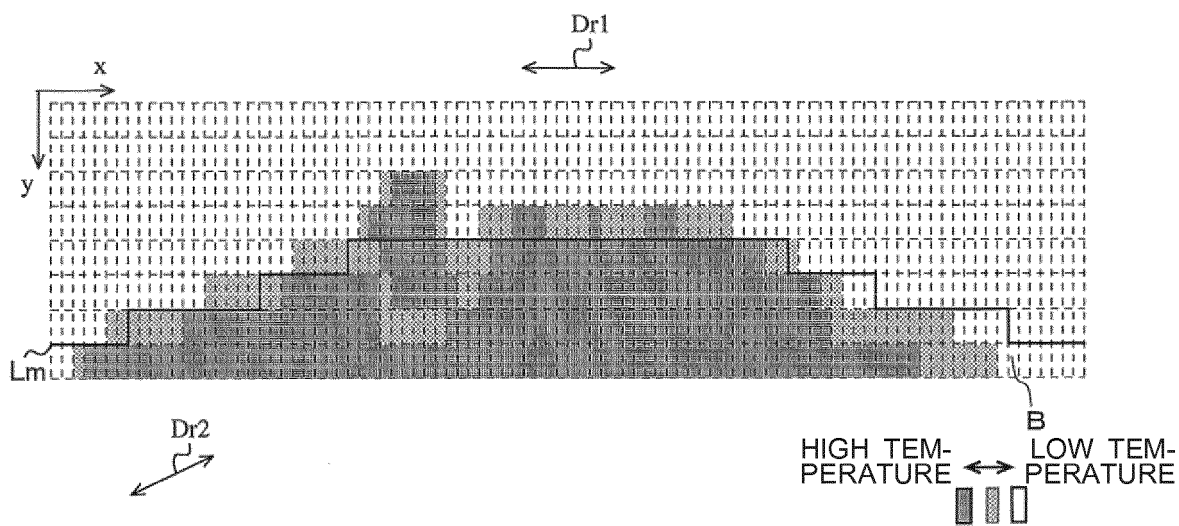 Dr1
x
y
Lm
B
Dr2
HIGH TEM-
PERATURE
LOW TEM-
PERATURE